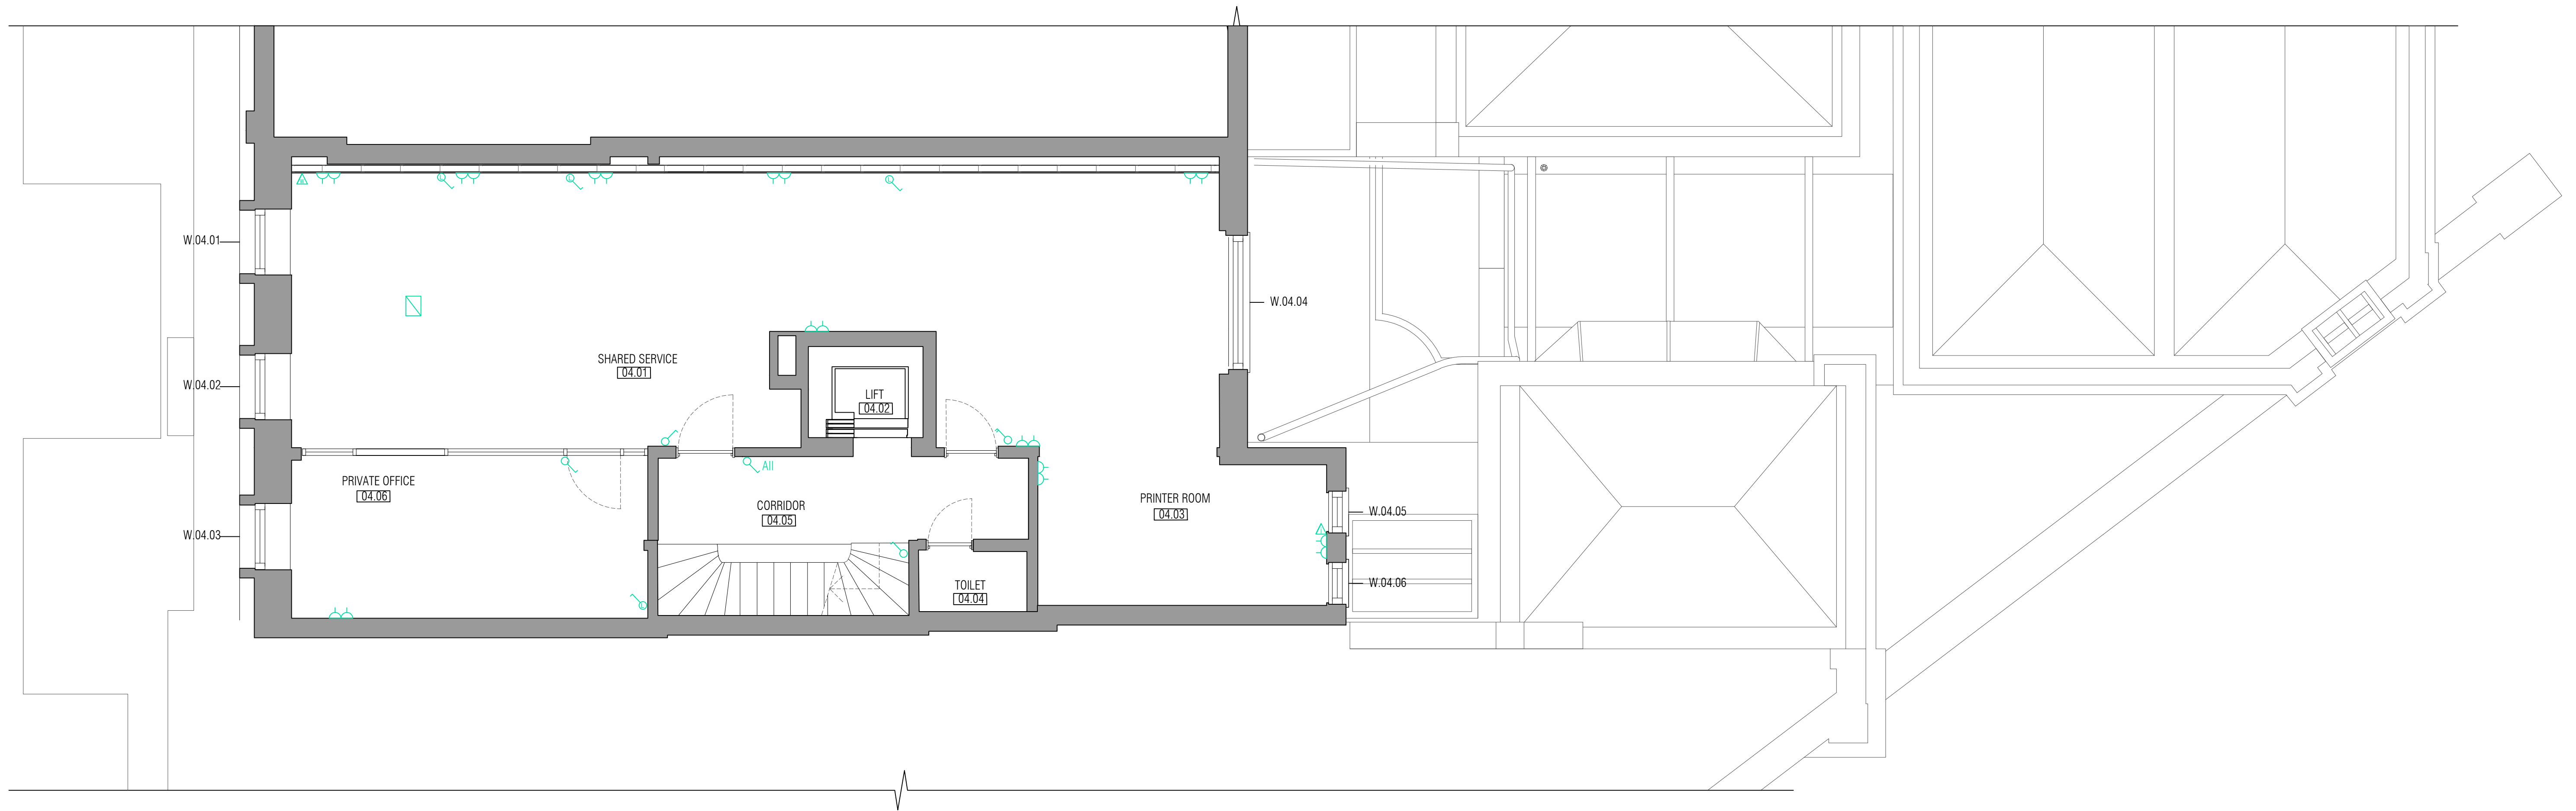 W.04.01
W.04.04
SHARED SERVICE
04.01
W.04.02
LIFT
04.02
All
PRIVATE OFFICE
04.06
CORRIDOR
04.05
PRINTER ROOM
04.03
W.04.05
W.04.03
TOILET
04.04
W.04.06